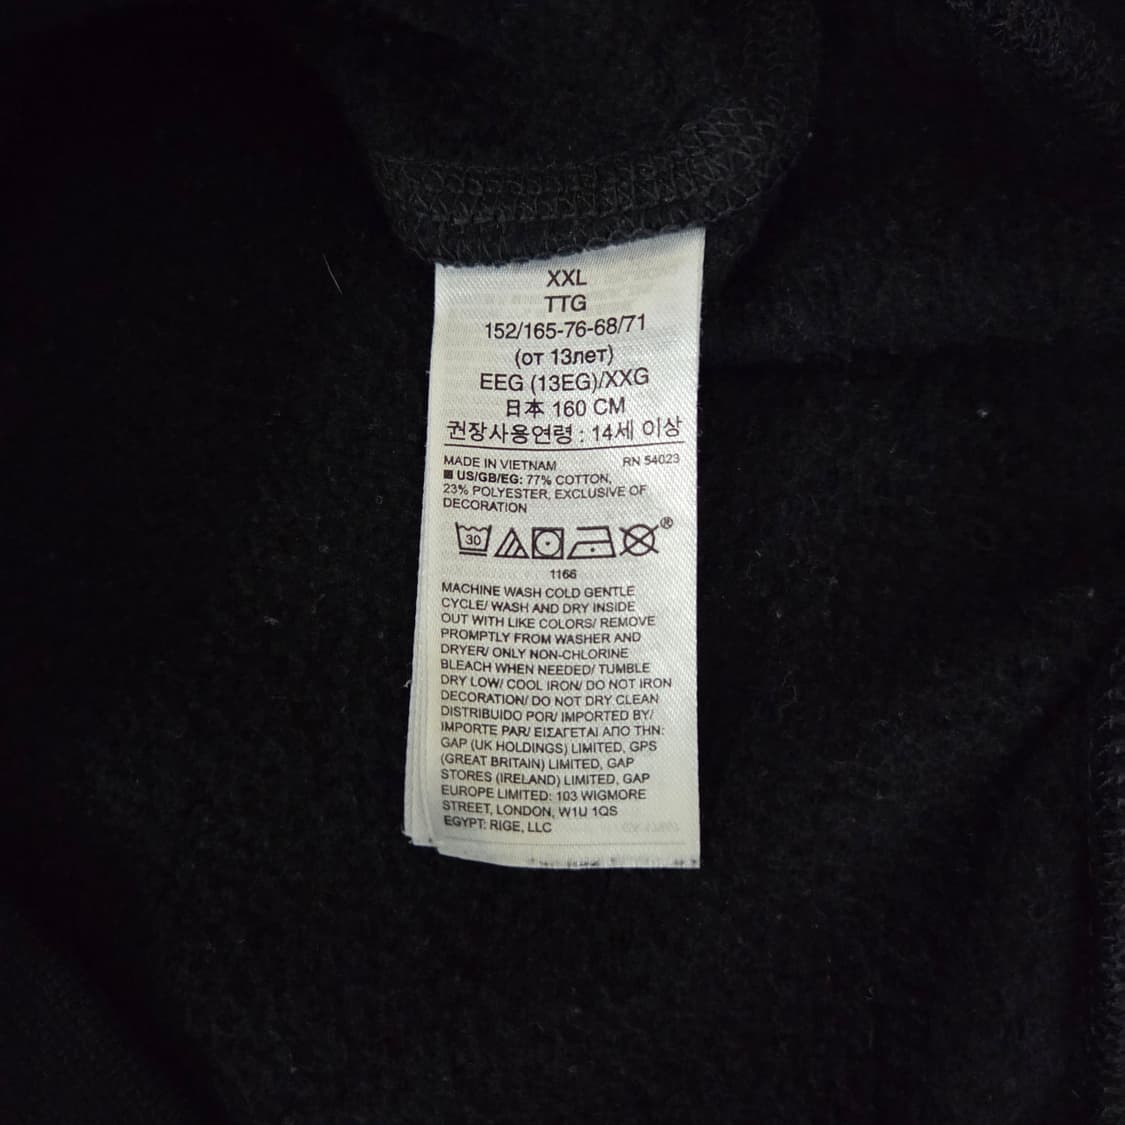 XXL
TTG
152/165-76-68/71
(от 13лет)
EEG (13EG)/XXG
日本 160 CM
권장사용연령 : 14세 이상
MADE IN VIETNAM RN 54023
US/GB/EG: 77% COTTON,
23% POLYESTER, EXCLUSIVE OF
DECORATION
30 ®
1166
MACHINE WASH COLD GENTLE
CYCLE/ WASH AND DRY INSIDE
OUT WITH LIKE COLORS/ REMOVE
PROMPTLY FROM WASHER AND
DRYER/ ONLY NON-CHLORINE
BLEACH WHEN NEEDED/ TUMBLE
DRY LOW/ COOL IRON/ DO NOT IRON
DECORATION/ DO NOT DRY CLEAN
DISTRIBUIDO POR/ IMPORTED BY/
IMPORTE PAR/ ΕΙΣΑΓΕΤΑΙ ΑΠΟ ΤΗΝ:
GAP (UK HOLDINGS) LIMITED, GPS
(GREAT BRITAIN) LIMITED, GAP
STORES (IRELAND) LIMITED, GAP
EUROPE LIMITED: 103 WIGMORE
STREET, LONDON, W1U 1QS
EGYPT: RIGE, LLC